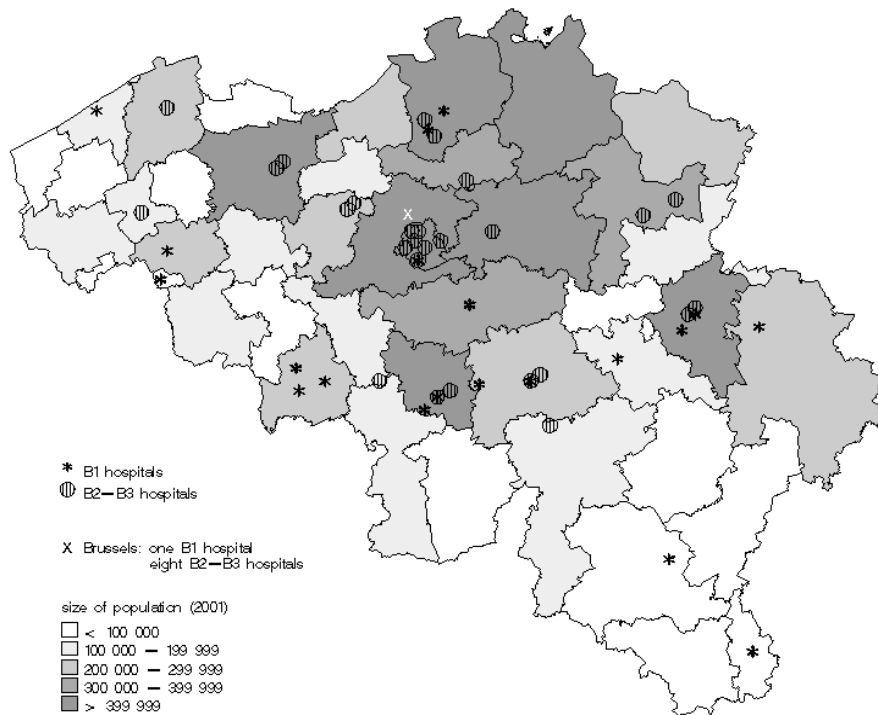 X
* B1 hospitals
B2–B3 hospitals
X Brussels: one B1 hospital
eight B2–B3 hospitals
size of population (2001)
< 100 000
100 000 – 199 999
200 000 – 299 999
300 000 – 399 999
> 399 999